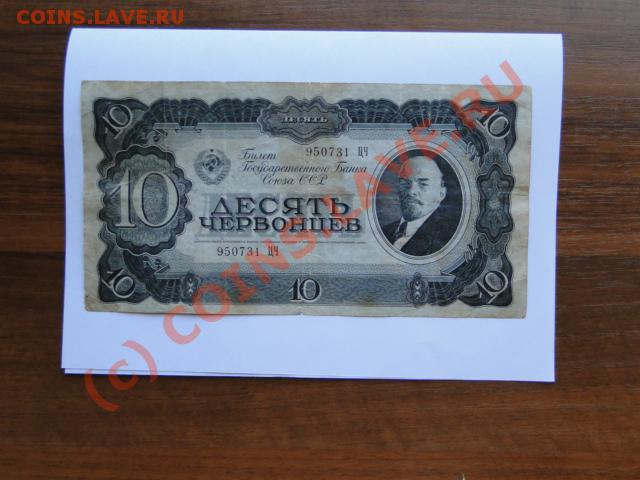 COINS.LAVE.RU
ДЕСЯТЬ
10 10
Билет 950731 ЦЧ
Государственного Банка
Союза ССР
10
ДЕСЯТЬ
ЧЕРВОНЦЕВ
950731 ЦЧ
10 10 10
(c) COINS.LAVE.RU